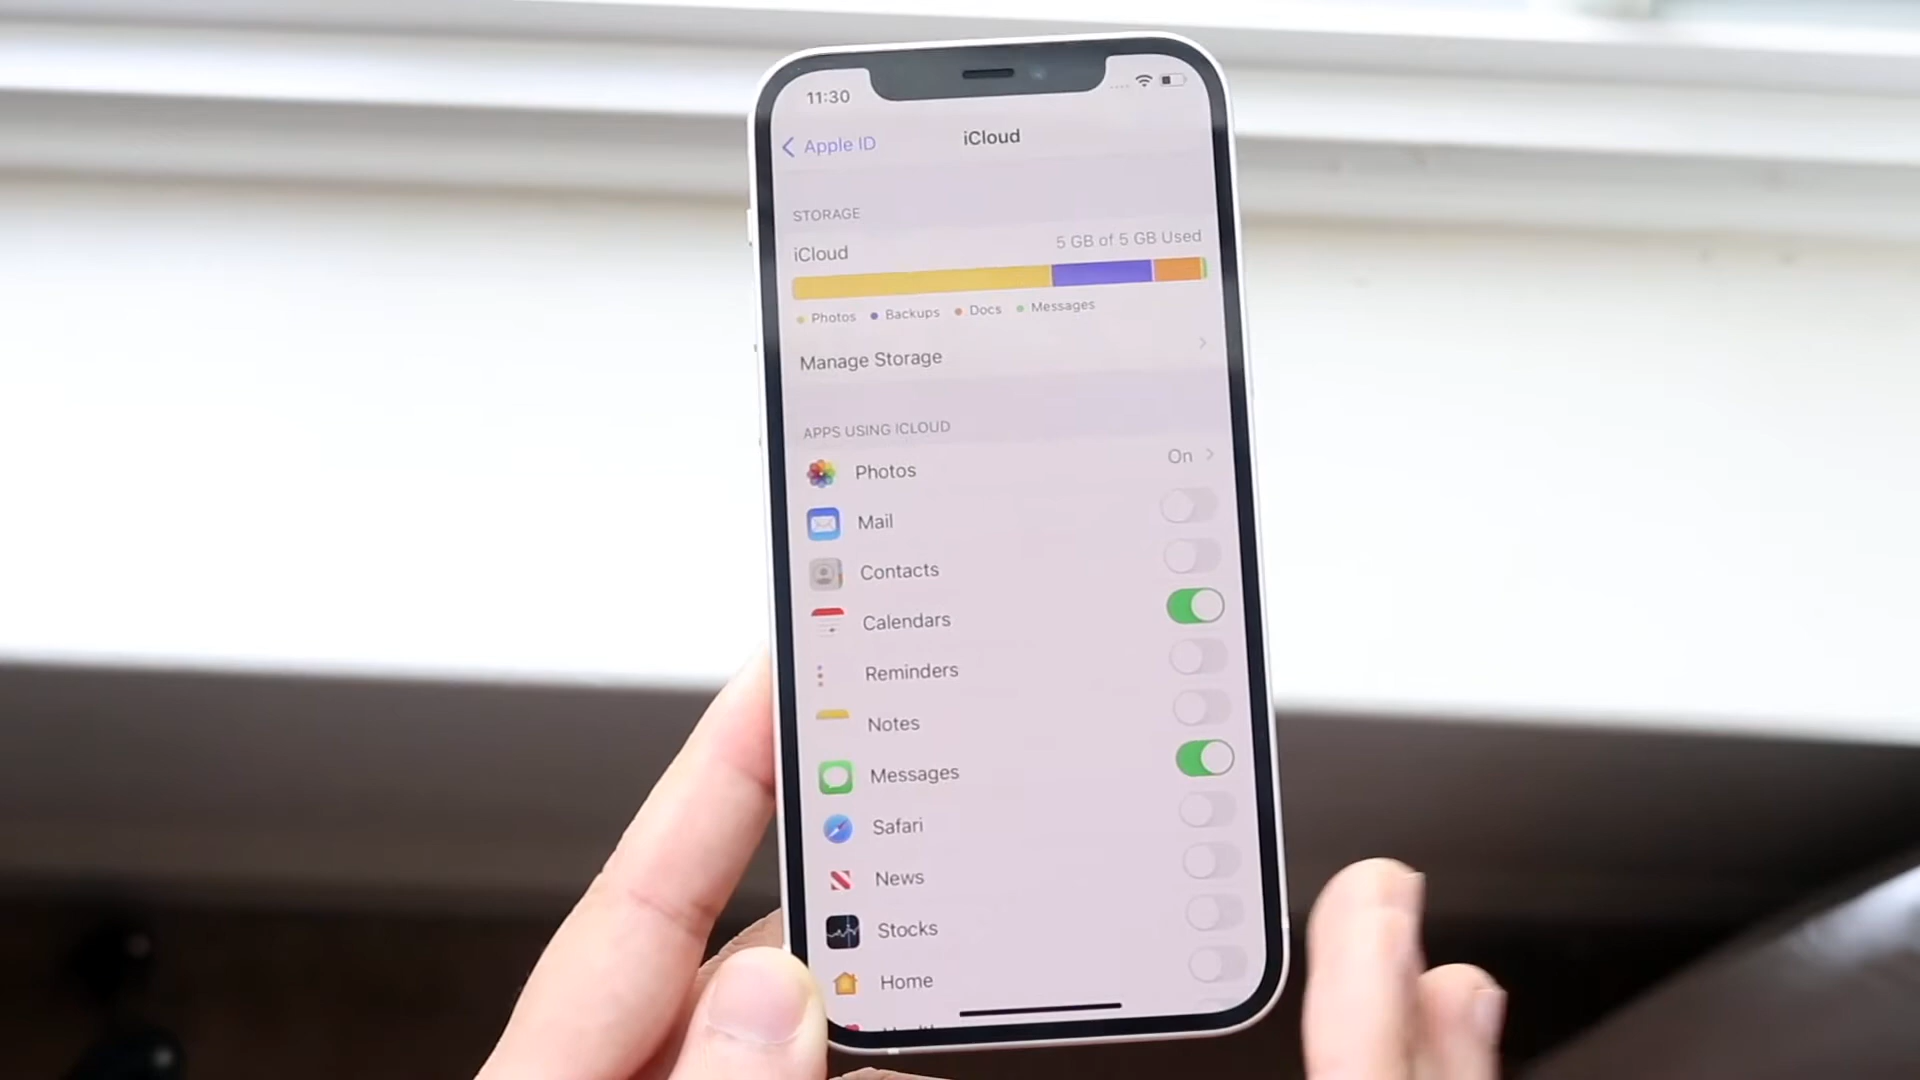 11:30
Apple ID
iCloud
STORAGE
iCloud
5 GB of 5 GB Used
Photos
Backups
Docs
Messages
Manage Storage
APPS USING ICLOUD
Photos
On
Mail
Contacts
Calendars
Reminders
Notes
Messages
Safari
News
Stocks
Home